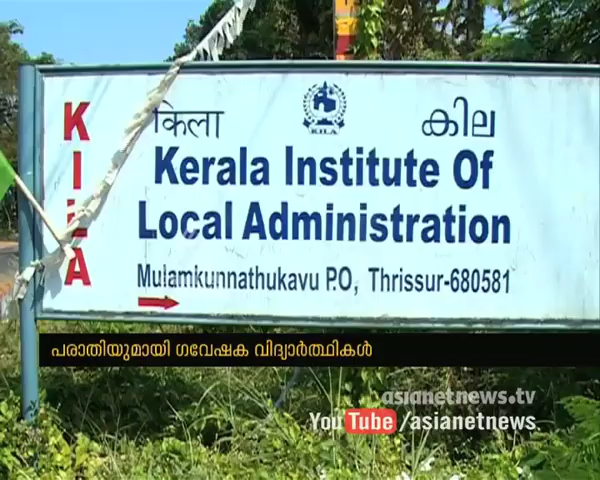 KILA
किला
KILA
കില
Kerala Institute Of
Local Administration
Mulamkunnathukavu P.O, Thrissur-680581
പരാതിയുമായി ഗവേഷക വിദ്യാർത്ഥികൾ
asianetnews.tv
YouTube/asianetnews